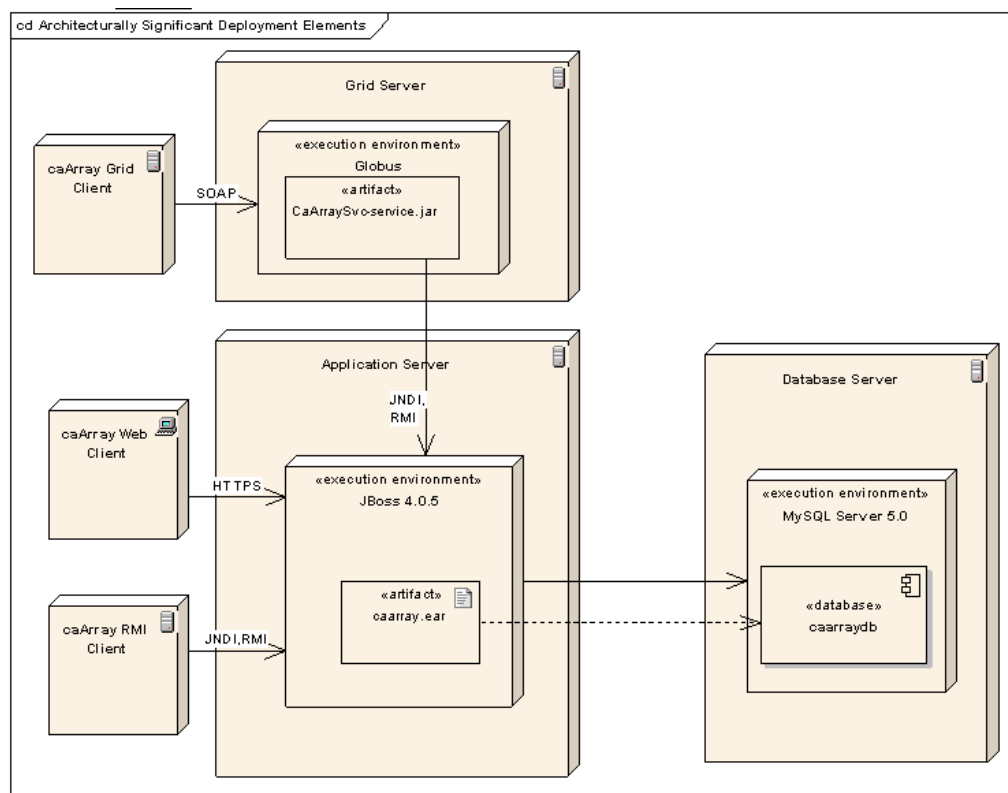 cd Architecturally Significant Deployment Elements
Grid Server
«execution environment»
Globus
«artifact»
CaArraySvc-service.jar
caArray Grid
Client
SOAP
Application Server
JNDI,
RMI
caArray Web
Client
HTTPS
«execution environment»
JBoss 4.0.5
«artifact»
caarray.ear
caArray RMI
Client
JNDI,RMI
Database Server
«execution environment»
MySQL Server 5.0
«database»
caarraydb